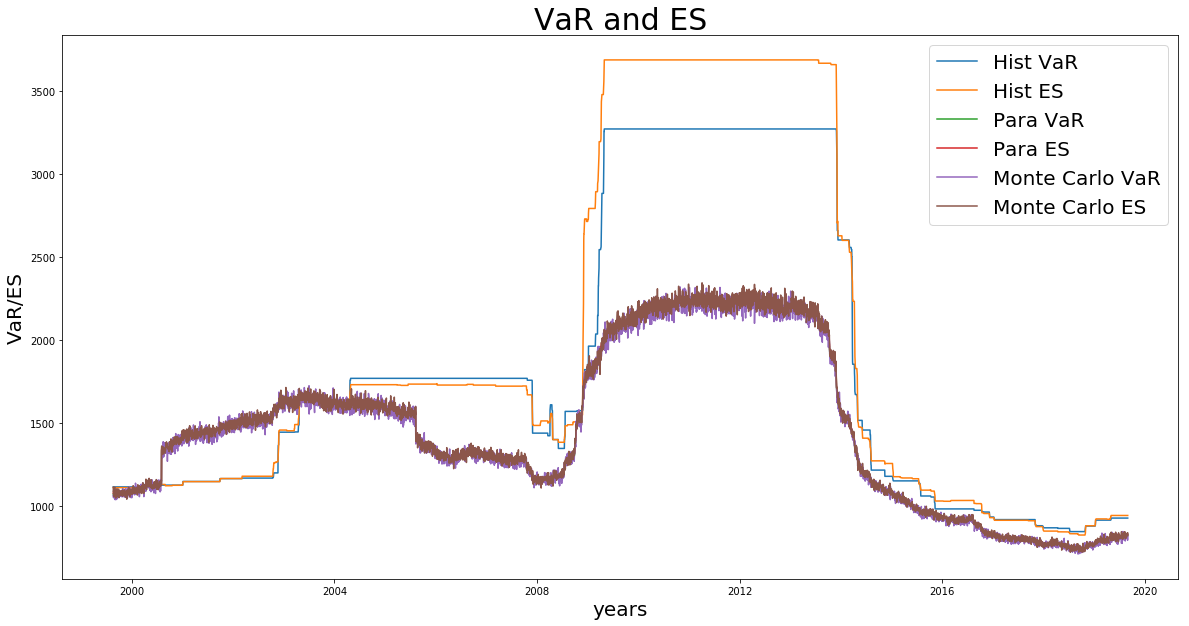 VaR and ES
Hist VaR
Hist ES
Para VaR
Para ES
Monte Carlo VaR
Monte Carlo ES
3500
3000
2500
2000
1500
1000
VaR/ES
2000 2004 2008 2012 2016 2020
years